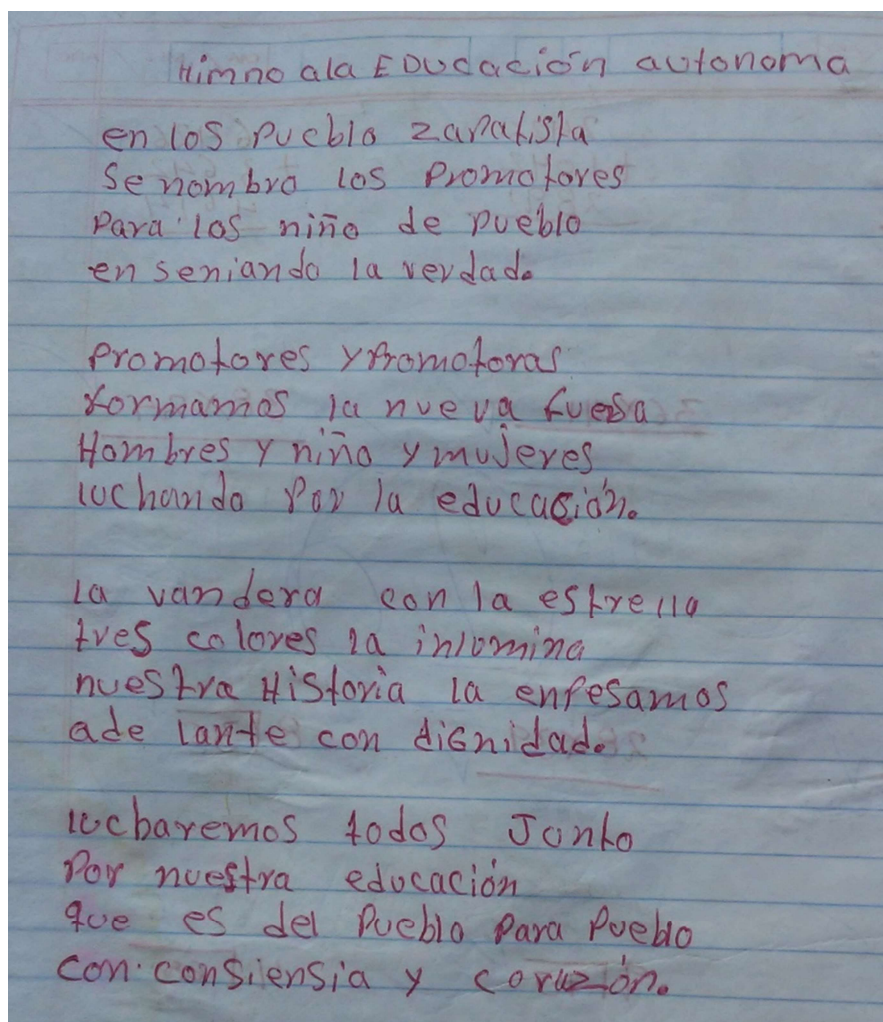 Himno ala EDUcación autonoma
en los pueblo zapatista
se nombro los promotores
para los niño de pueblo
en seniando la verdad.
promotores y promotoras
formamos la nueva fuersa
Hombres y niño y mujeres
luchando por la educación.
la vandera con la estrella
tres colores la inlomina
nuestra Historia la enpesamos
ade lante con dignidad.
lucharemos todos Junto
Por nuestra educación
que es del pueblo para pueblo
con consiensia y corazón.